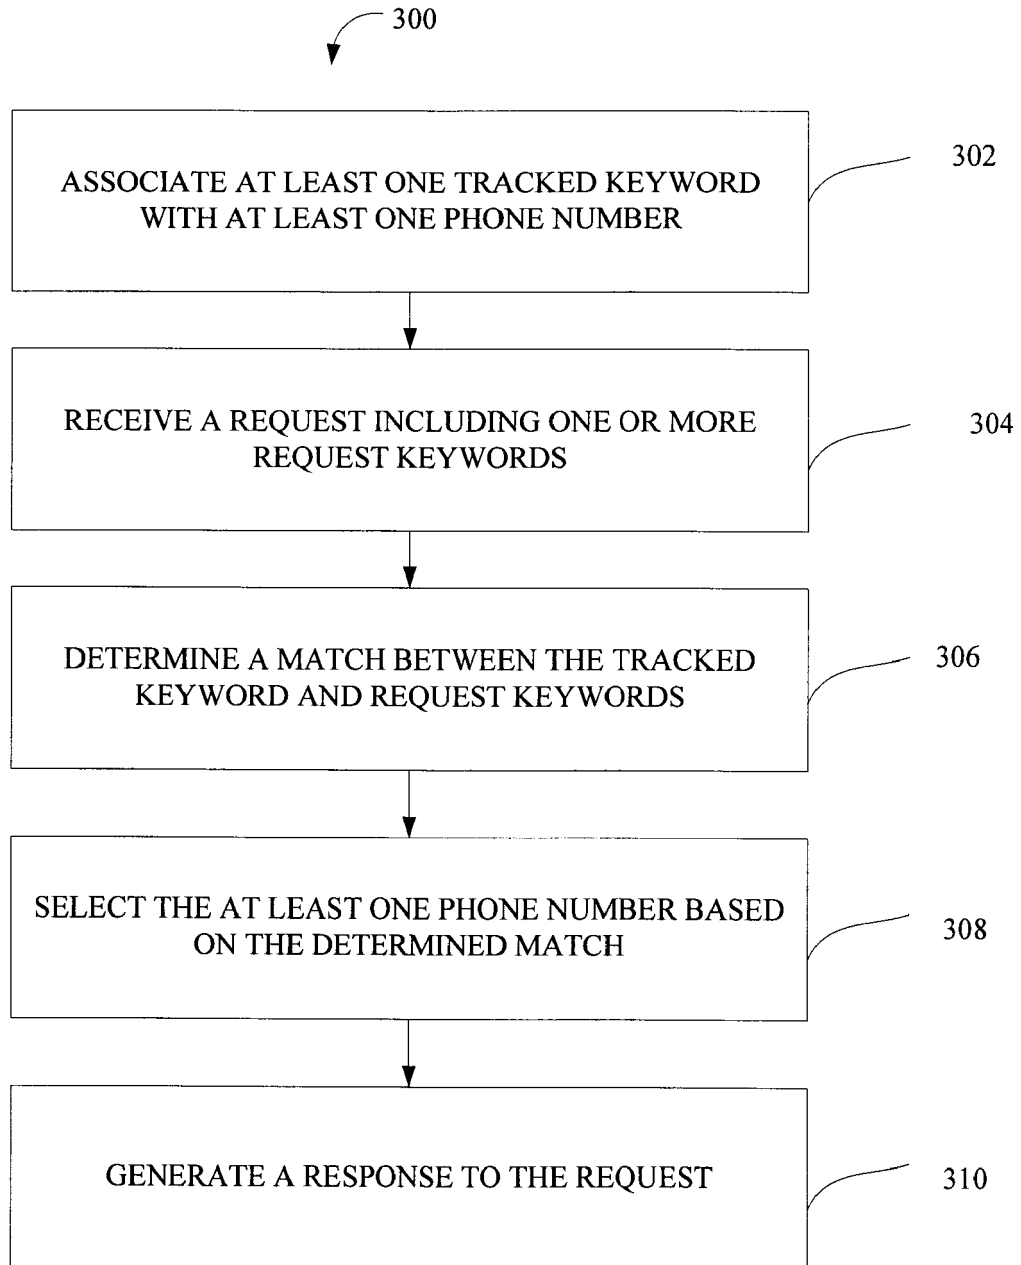 300
ASSOCIATE AT LEAST ONE TRACKED KEYWORD
WITH AT LEAST ONE PHONE NUMBER
302
RECEIVE A REQUEST INCLUDING ONE OR MORE
REQUEST KEYWORDS
304
DETERMINE A MATCH BETWEEN THE TRACKED
KEYWORD AND REQUEST KEYWORDS
306
SELECT THE AT LEAST ONE PHONE NUMBER BASED
ON THE DETERMINED MATCH
308
GENERATE A RESPONSE TO THE REQUEST
310